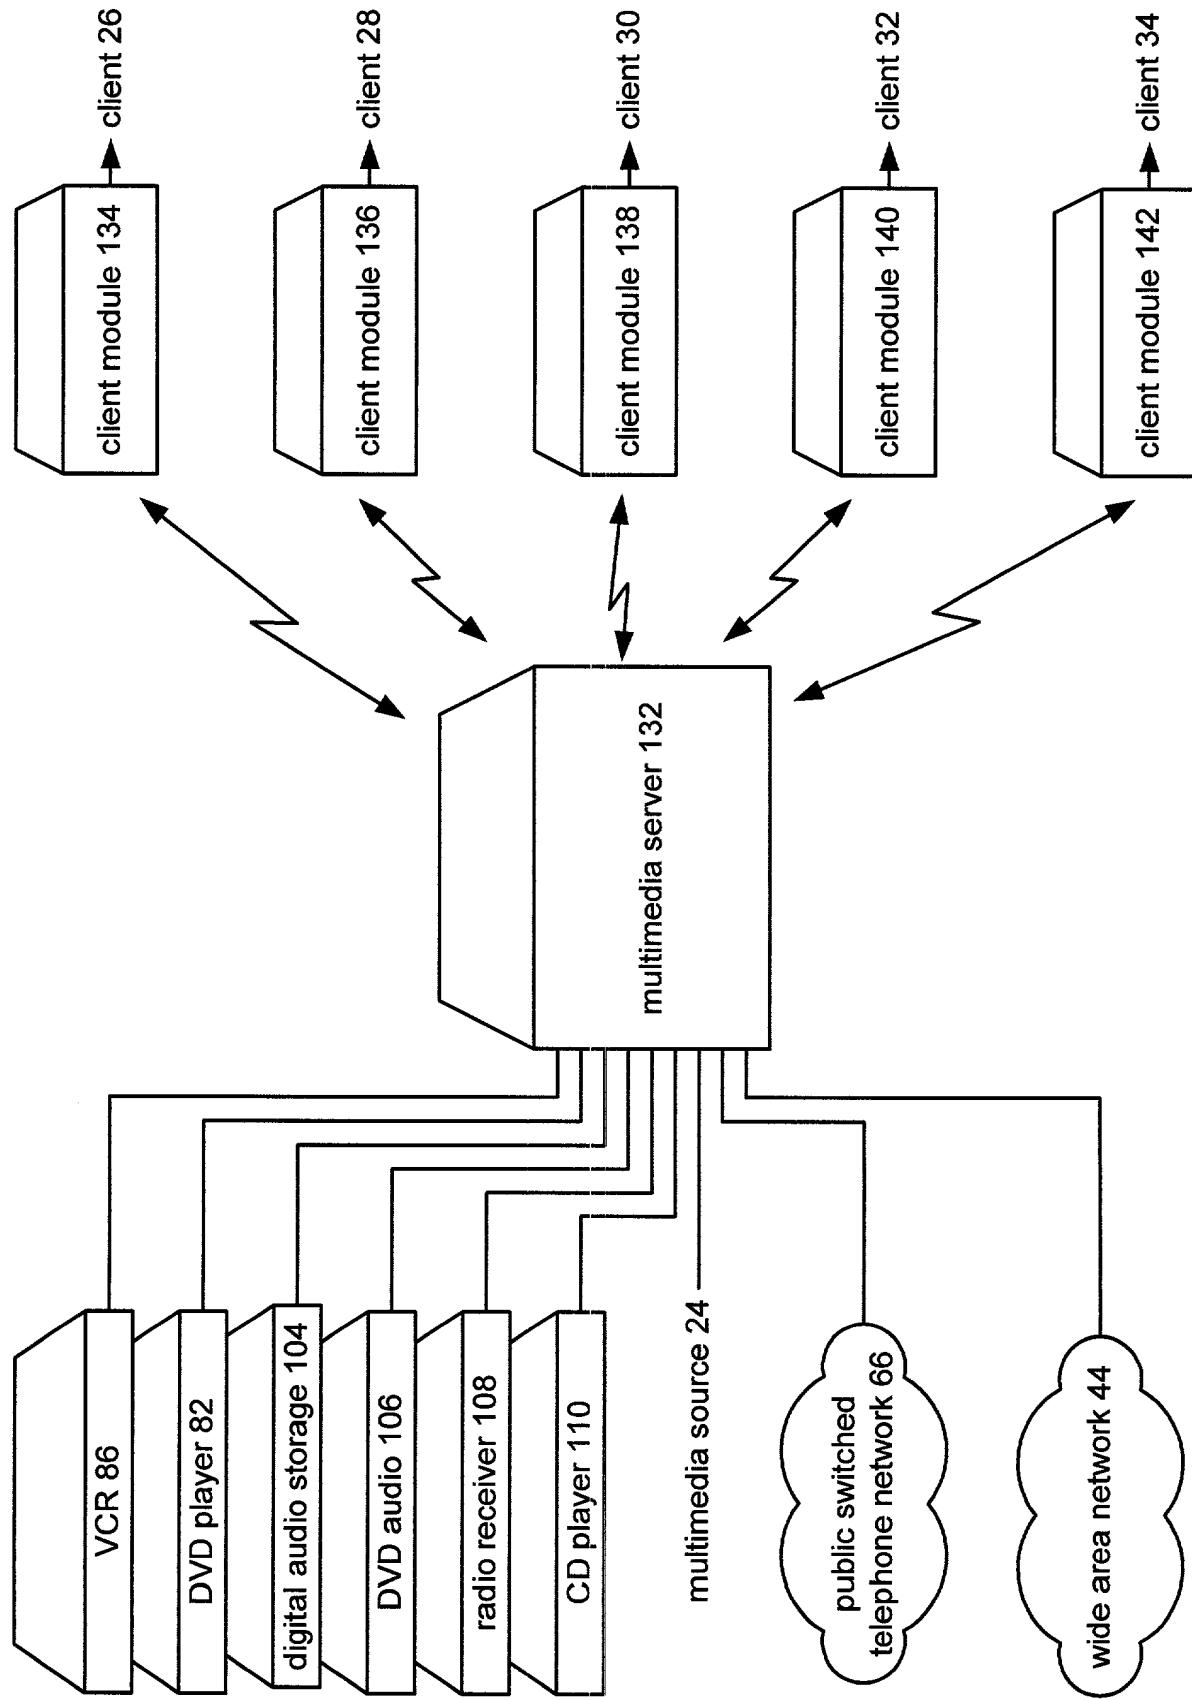 VCR 86
DVD player 82
digital audio storage 104
DVD audio 106
radio receiver 108
CD player 110
multimedia source 24
public switched
telephone network 66
wide area network 44
multimedia server 132
client module 134
client 26
client module 136
client 28
client module 138
client 30
client module 140
client 32
client module 142
client 34